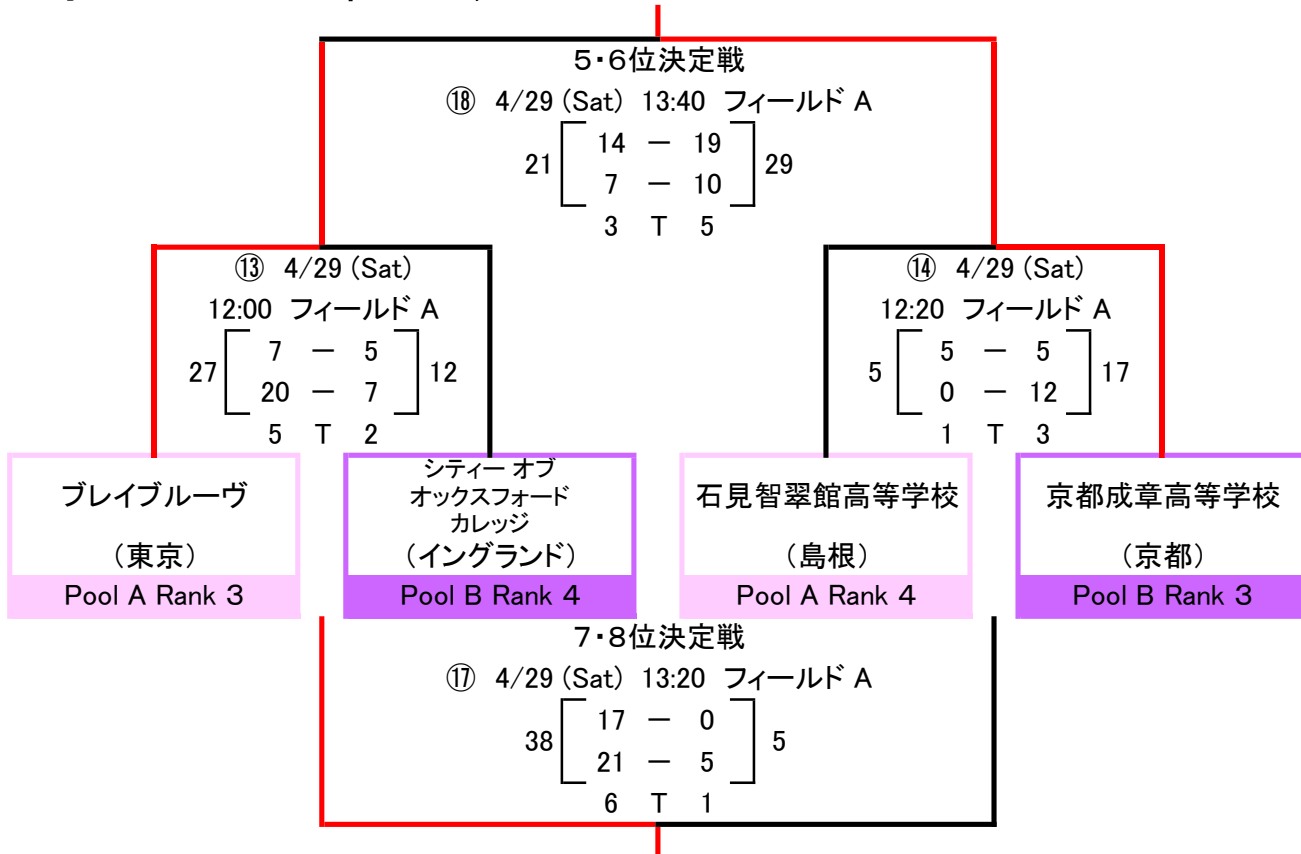 5・6位決定戦
⑱ 4/29 (Sat) 13:40 フィールド A
14 － 19
21 29
7 － 10
3 T 5
⑬ 4/29 (Sat)
12:00 フィールド A
7 － 5
27 12
20 － 7
5 T 2
⑭ 4/29 (Sat)
12:20 フィールド A
5 － 5
5 17
0 － 12
1 T 3
ブレイブルーヴ
（東京）
Pool A Rank 3
シティー オブ
オックスフォード
カレッジ
（イングランド）
Pool B Rank 4
石見智翠館高等学校
（島根）
Pool A Rank 4
京都成章高等学校
（京都）
Pool B Rank 3
7・8位決定戦
⑰ 4/29 (Sat) 13:20 フィールド A
17 － 0
38 5
21 － 5
6 T 1